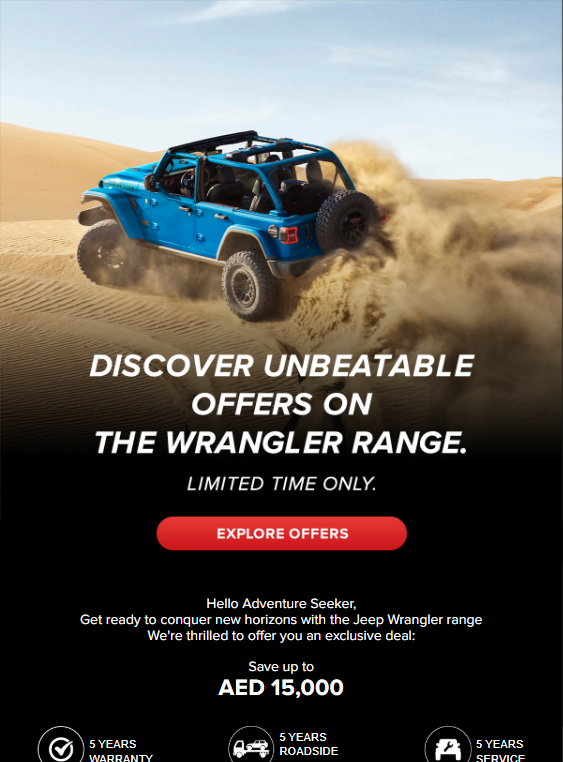 DISCOVER UNBEATABLE
OFFERS ON
THE WRANGLER RANGE.
LIMITED TIME ONLY.
EXPLORE OFFERS
Hello Adventure Seeker,
Get ready to conquer new horizons with the Jeep Wrangler range
We're thrilled to offer you an exclusive deal:
Save up to
AED 15,000
5 YEARS
WARRANTY
5 YEARS
ROADSIDE
5 YEARS
SERVICE